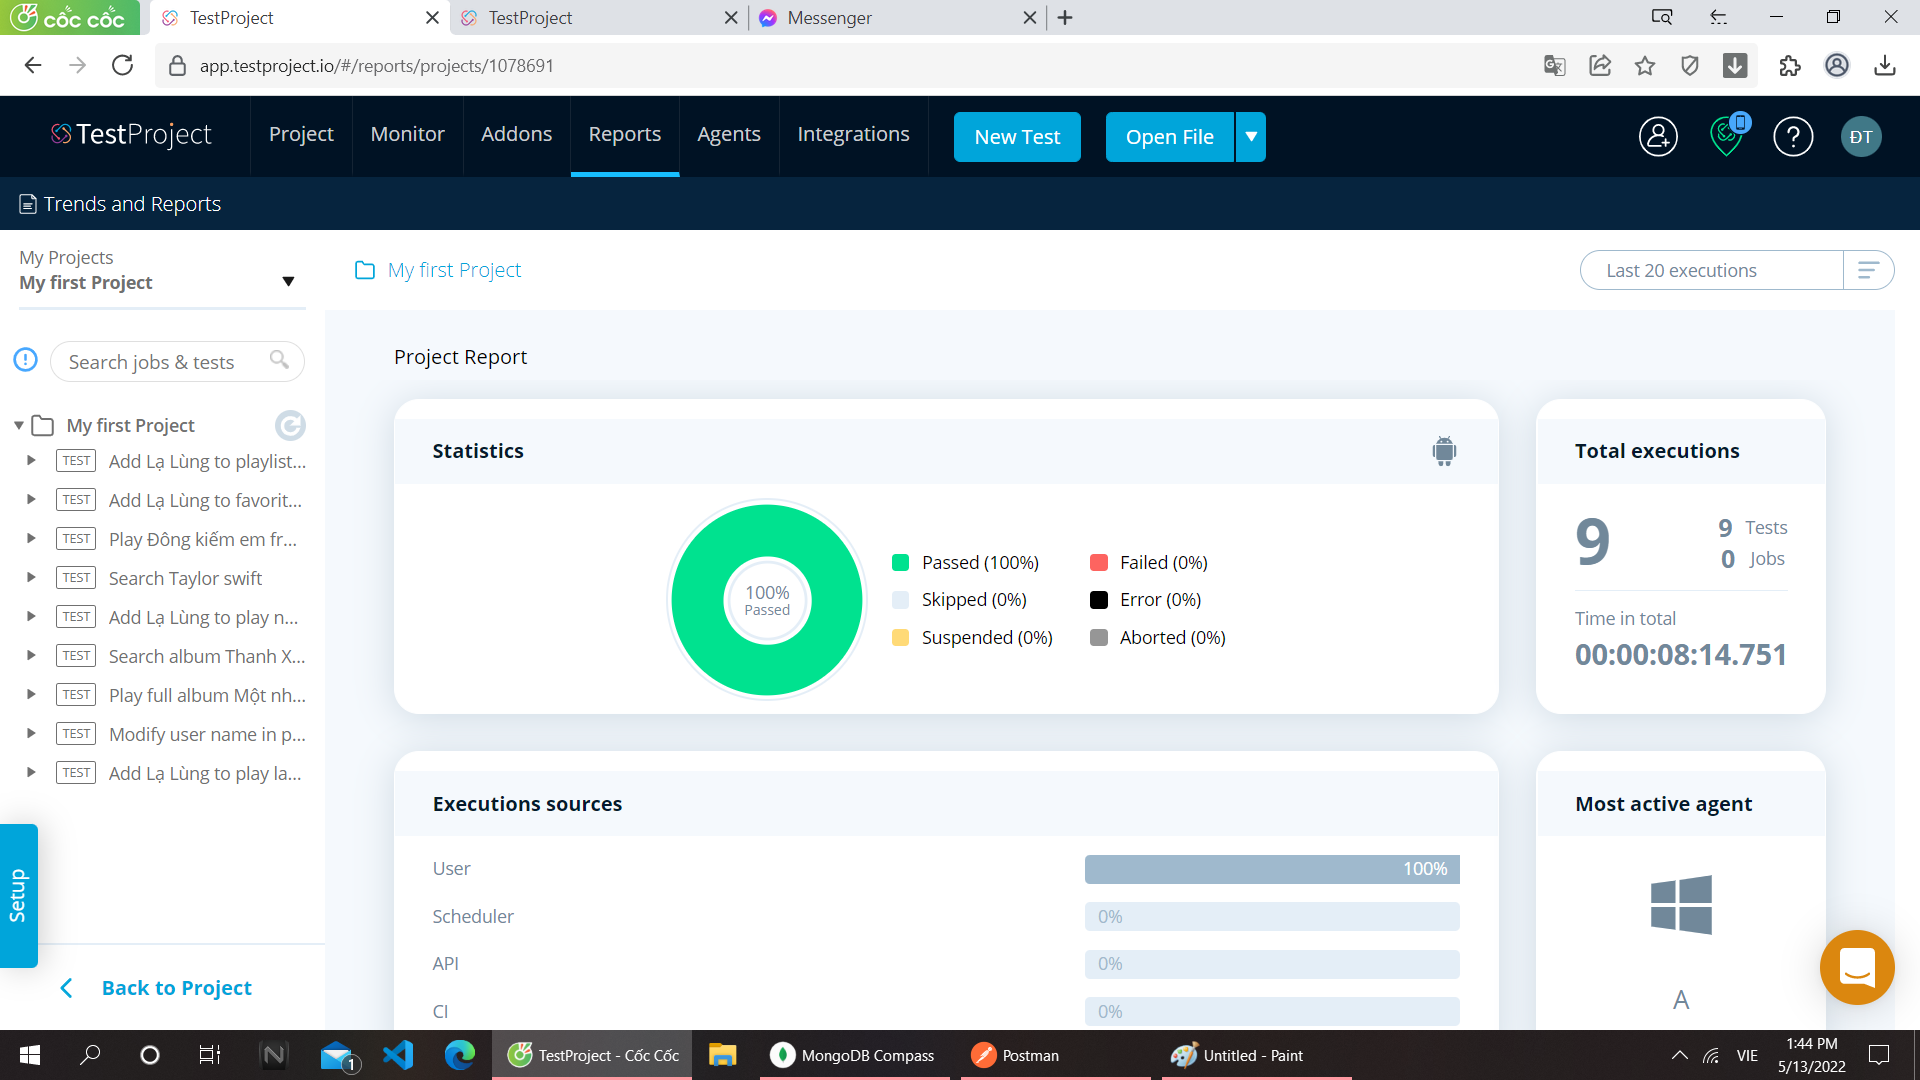 cốc cốc
TestProject
TestProject
Messenger
app.testproject.io/#/reports/projects/1078691
TestProject
Project
Monitor
Addons
Reports
Agents
Integrations
New Test
Open File
ĐT
Trends and Reports
My Projects
My first Project
My first Project
Last 20 executions
Search jobs & tests
Project Report
My first Project
TEST Add Lạ Lùng to playlist...
TEST Add Lạ Lùng to favorit...
TEST Play Đông kiếm em fr...
TEST Search Taylor swift
TEST Add Lạ Lùng to play n...
TEST Search album Thanh X...
TEST Play full album Một nh...
TEST Modify user name in p...
TEST Add Lạ Lùng to play la...
Statistics
100%
Passed
Passed (100%)
Failed (0%)
Skipped (0%)
Error (0%)
Suspended (0%)
Aborted (0%)
Total executions
9
9 Tests
0 Jobs
Time in total
00:00:08:14.751
Executions sources
User 100%
Scheduler 0%
API 0%
CI 0%
Most active agent
A
Setup
Back to Project
1
TestProject - Cốc Cốc
MongoDB Compass
Postman
Untitled - Paint
VIE
1:44 PM
5/13/2022